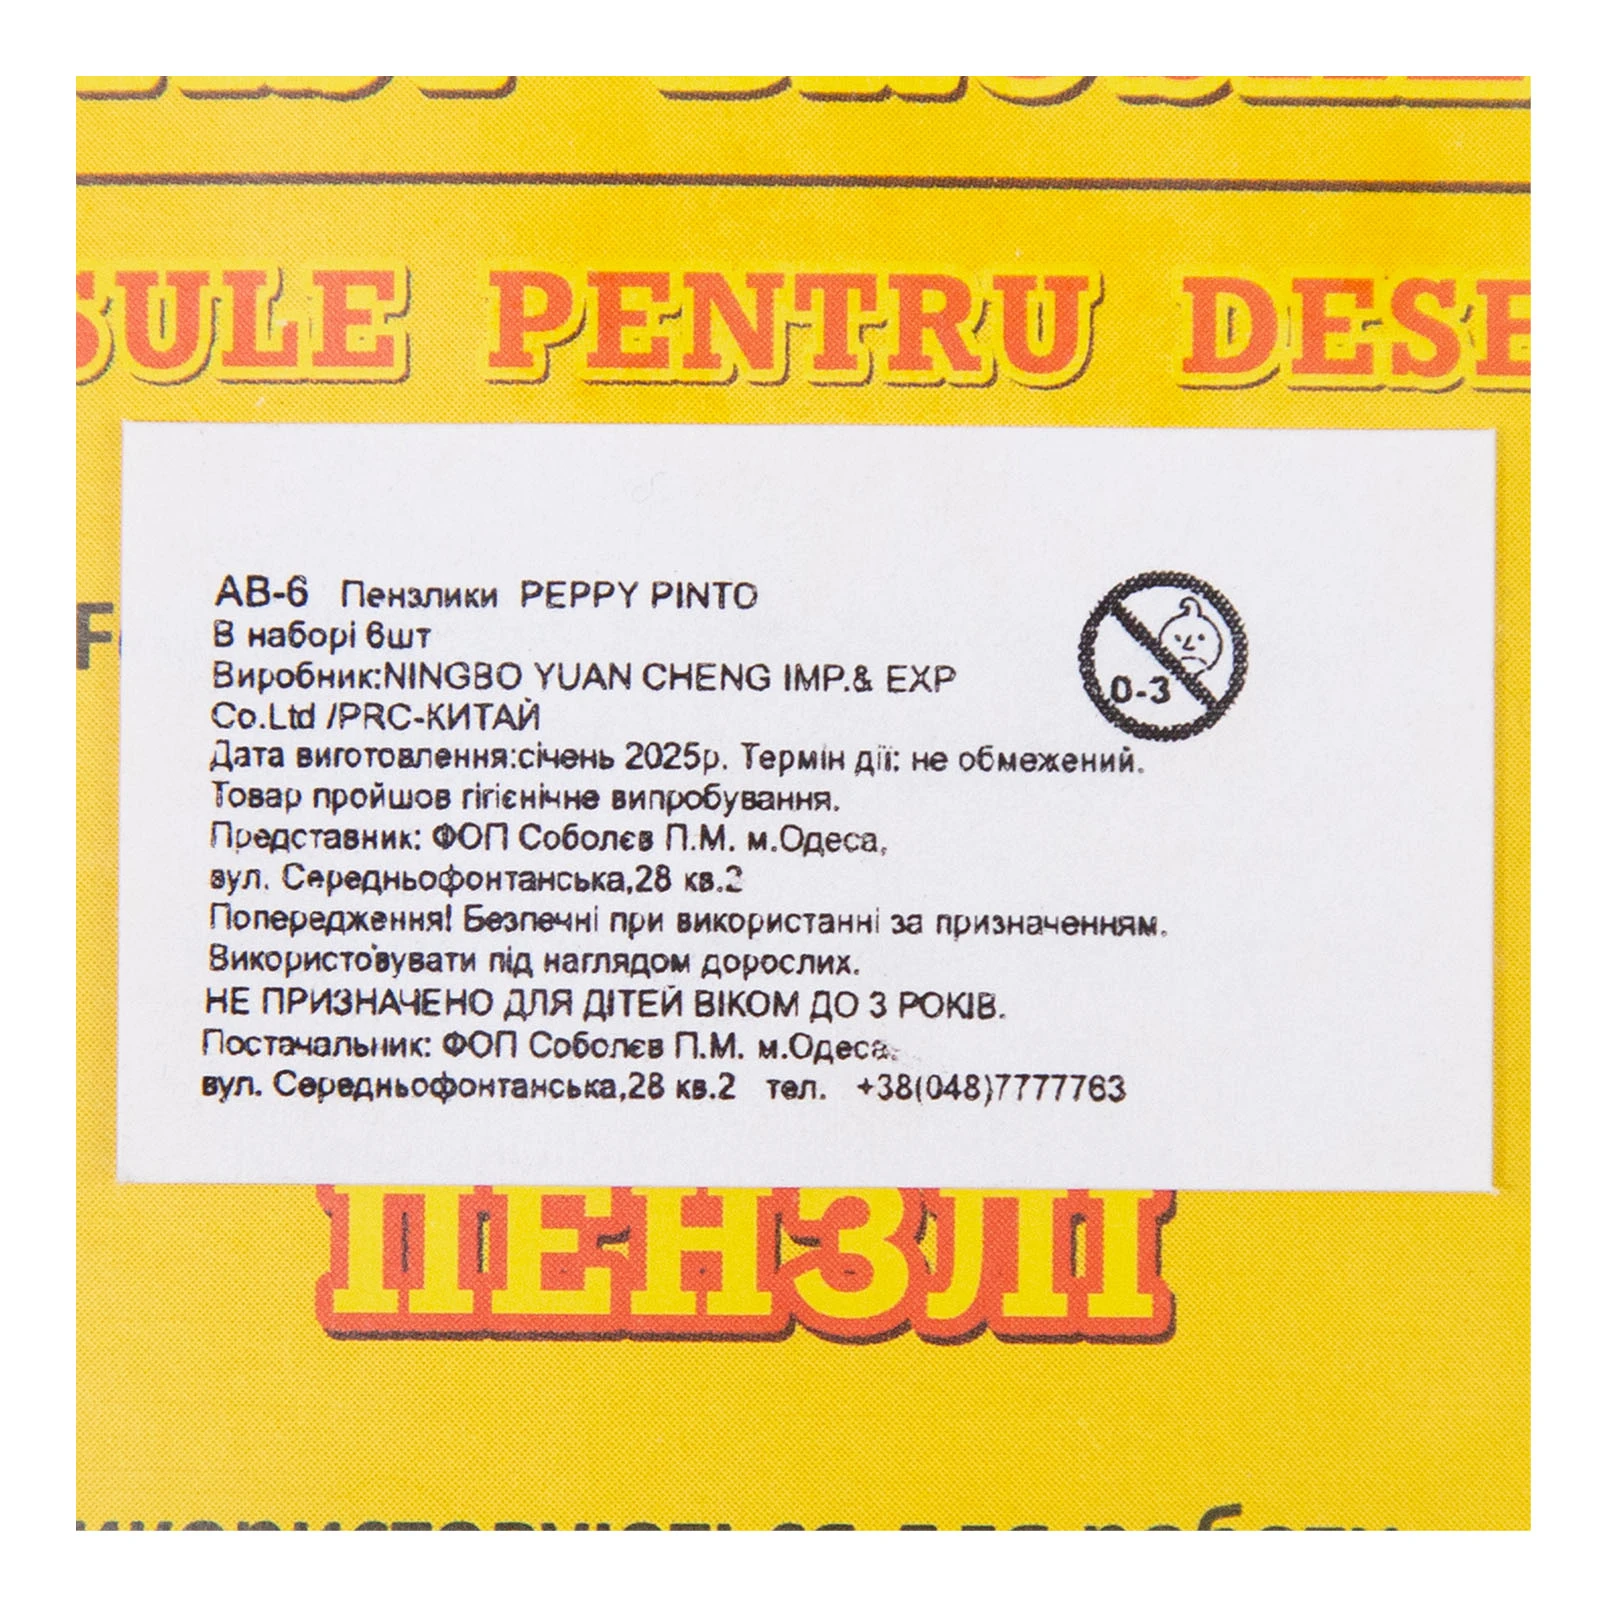 SULE PENTRU DESE
АВ-6 Пензлики PEPPY PINTO
В наборі 6шт
Виробник:NINGBO YUAN CHENG IMP.& EXP
Co.Ltd /PRC-КИТАЙ
0-3
Дата виготовлення:січень 2025р. Термін дії: не обмежений.
Товар пройшов гігієнічне випробування.
Представник: ФОП Соболєв П.М. м.Одеса,
вул. Середньофонтанська,28 кв.2
Попередження! Безпечні при використанні за призначенням.
Використовувати під наглядом дорослих.
НЕ ПРИЗНАЧЕНО ДЛЯ ДІТЕЙ ВІКОМ ДО 3 РОКІВ.
Постачальник: ФОП Соболєв П.М. м.Одеса.
вул. Середньофонтанська,28 кв.2 тел. +38(048)7777763
ПЕНЗЛІ